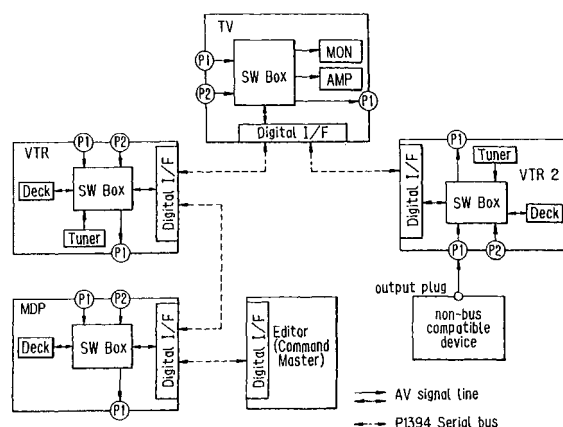 TV
P1
P2
SW Box
MON
AMP
P1
Digital I/F
VTR
P1
P2
Deck
SW Box
Tuner
P1
Digital I/F
P1
Tuner
VTR 2
Digital I/F
SW Box
Deck
P1
P2
output plug
non-bus
compatible
device
MDP
P1
P2
Deck
SW Box
P1
Digital I/F
Digital I/F
Editor
(Command
Master)
AV signal line
P1394 Serial bus